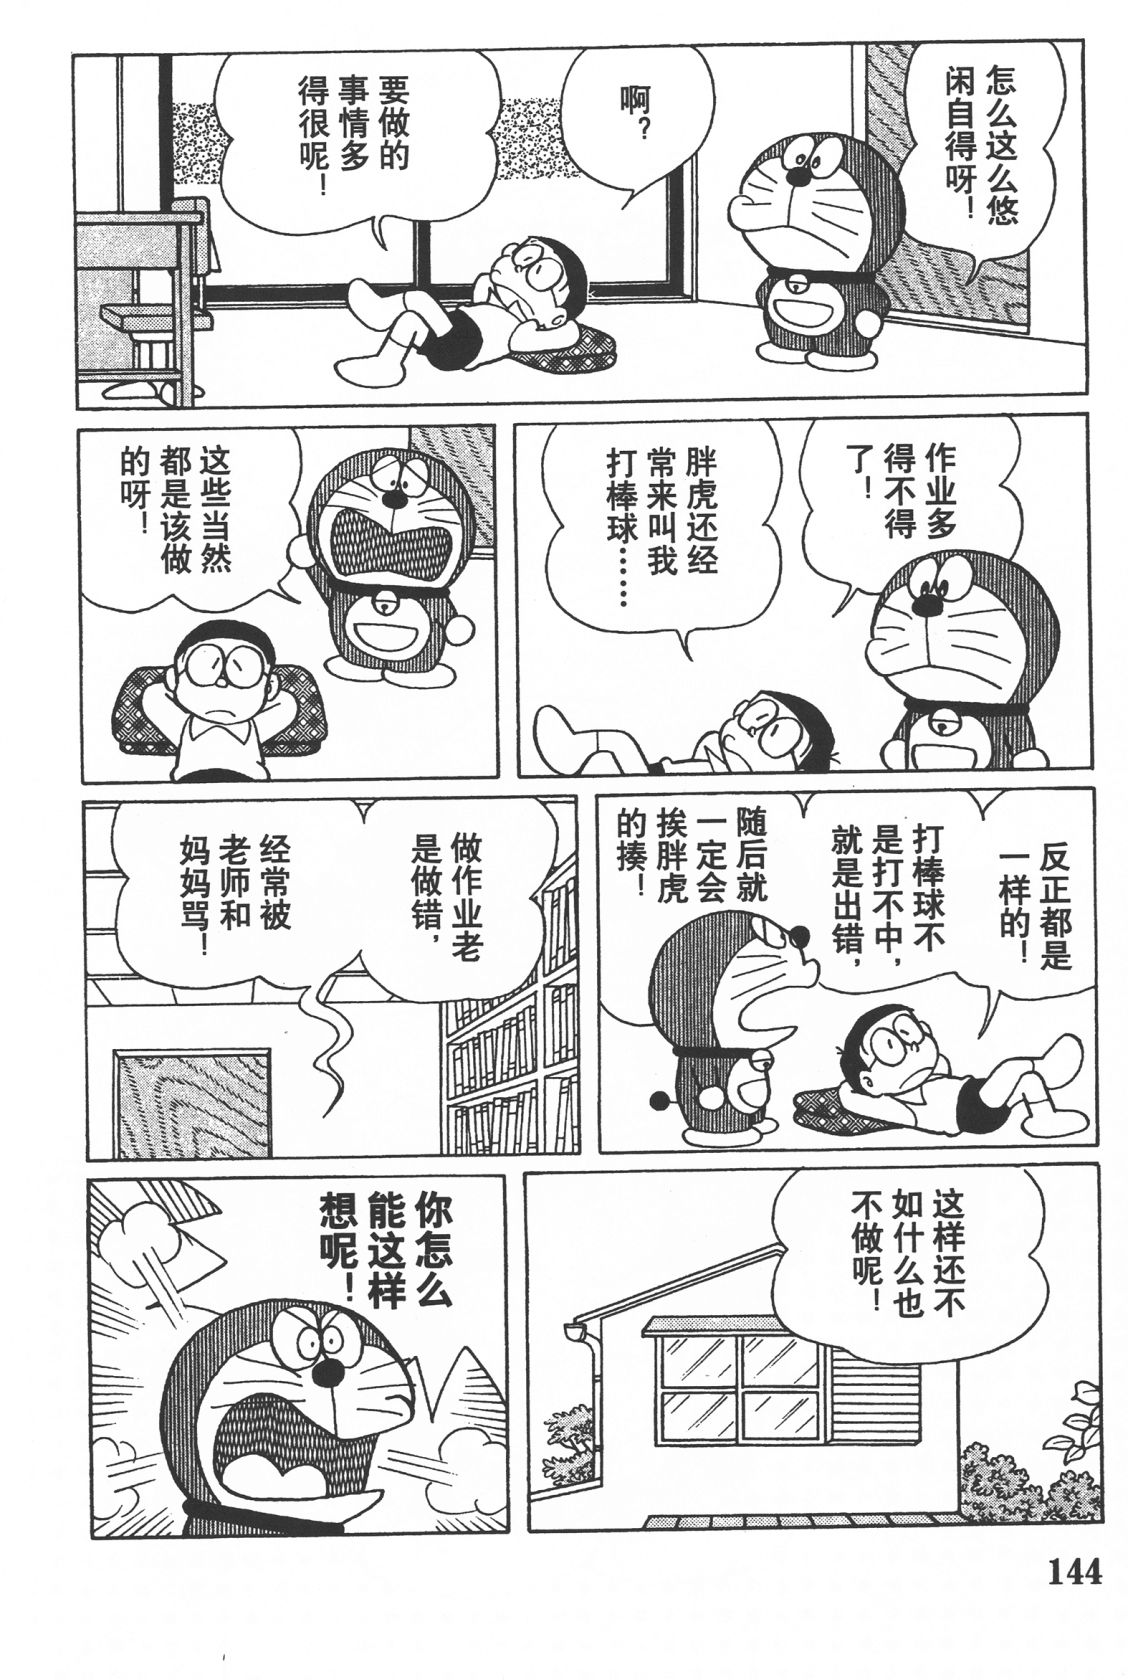 怎么这么悠
闲自得呀！
啊？
要做的
事情多
得很呢！
作业多
得不得
了！
胖虎还经
常来叫我
打棒球……
这些当然
都是该做
的呀！
反正都是
一样的！
打棒球不
是打不中，
就是出错，
随后就
一定会
挨胖虎
的揍！
做作业老
是做错，
经常被
老师和
妈妈骂！
这样还不
如什么也
不做呢！
你怎么
能这样
想呢！
144